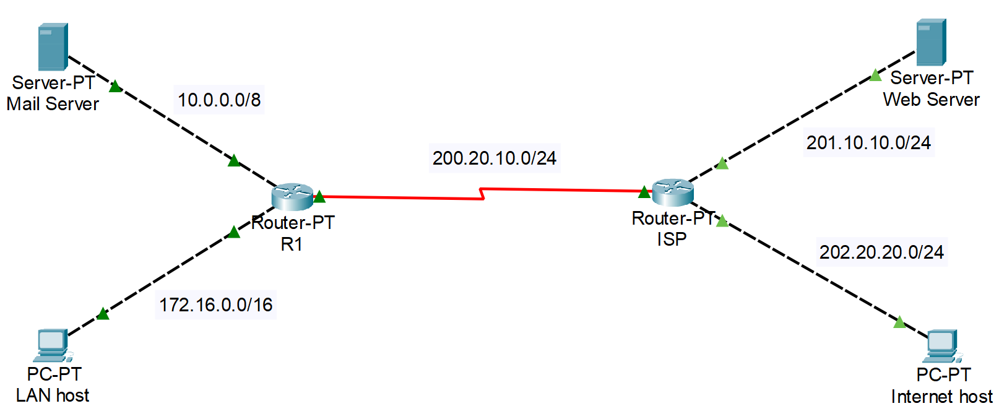 Server-PT
Mail Server
10.0.0.0/8
Server-PT
Web Server
201.10.10.0/24
200.20.10.0/24
Router-PT
R1
Router-PT
ISP
202.20.20.0/24
172.16.0.0/16
PC-PT
LAN host
PC-PT
Internet host